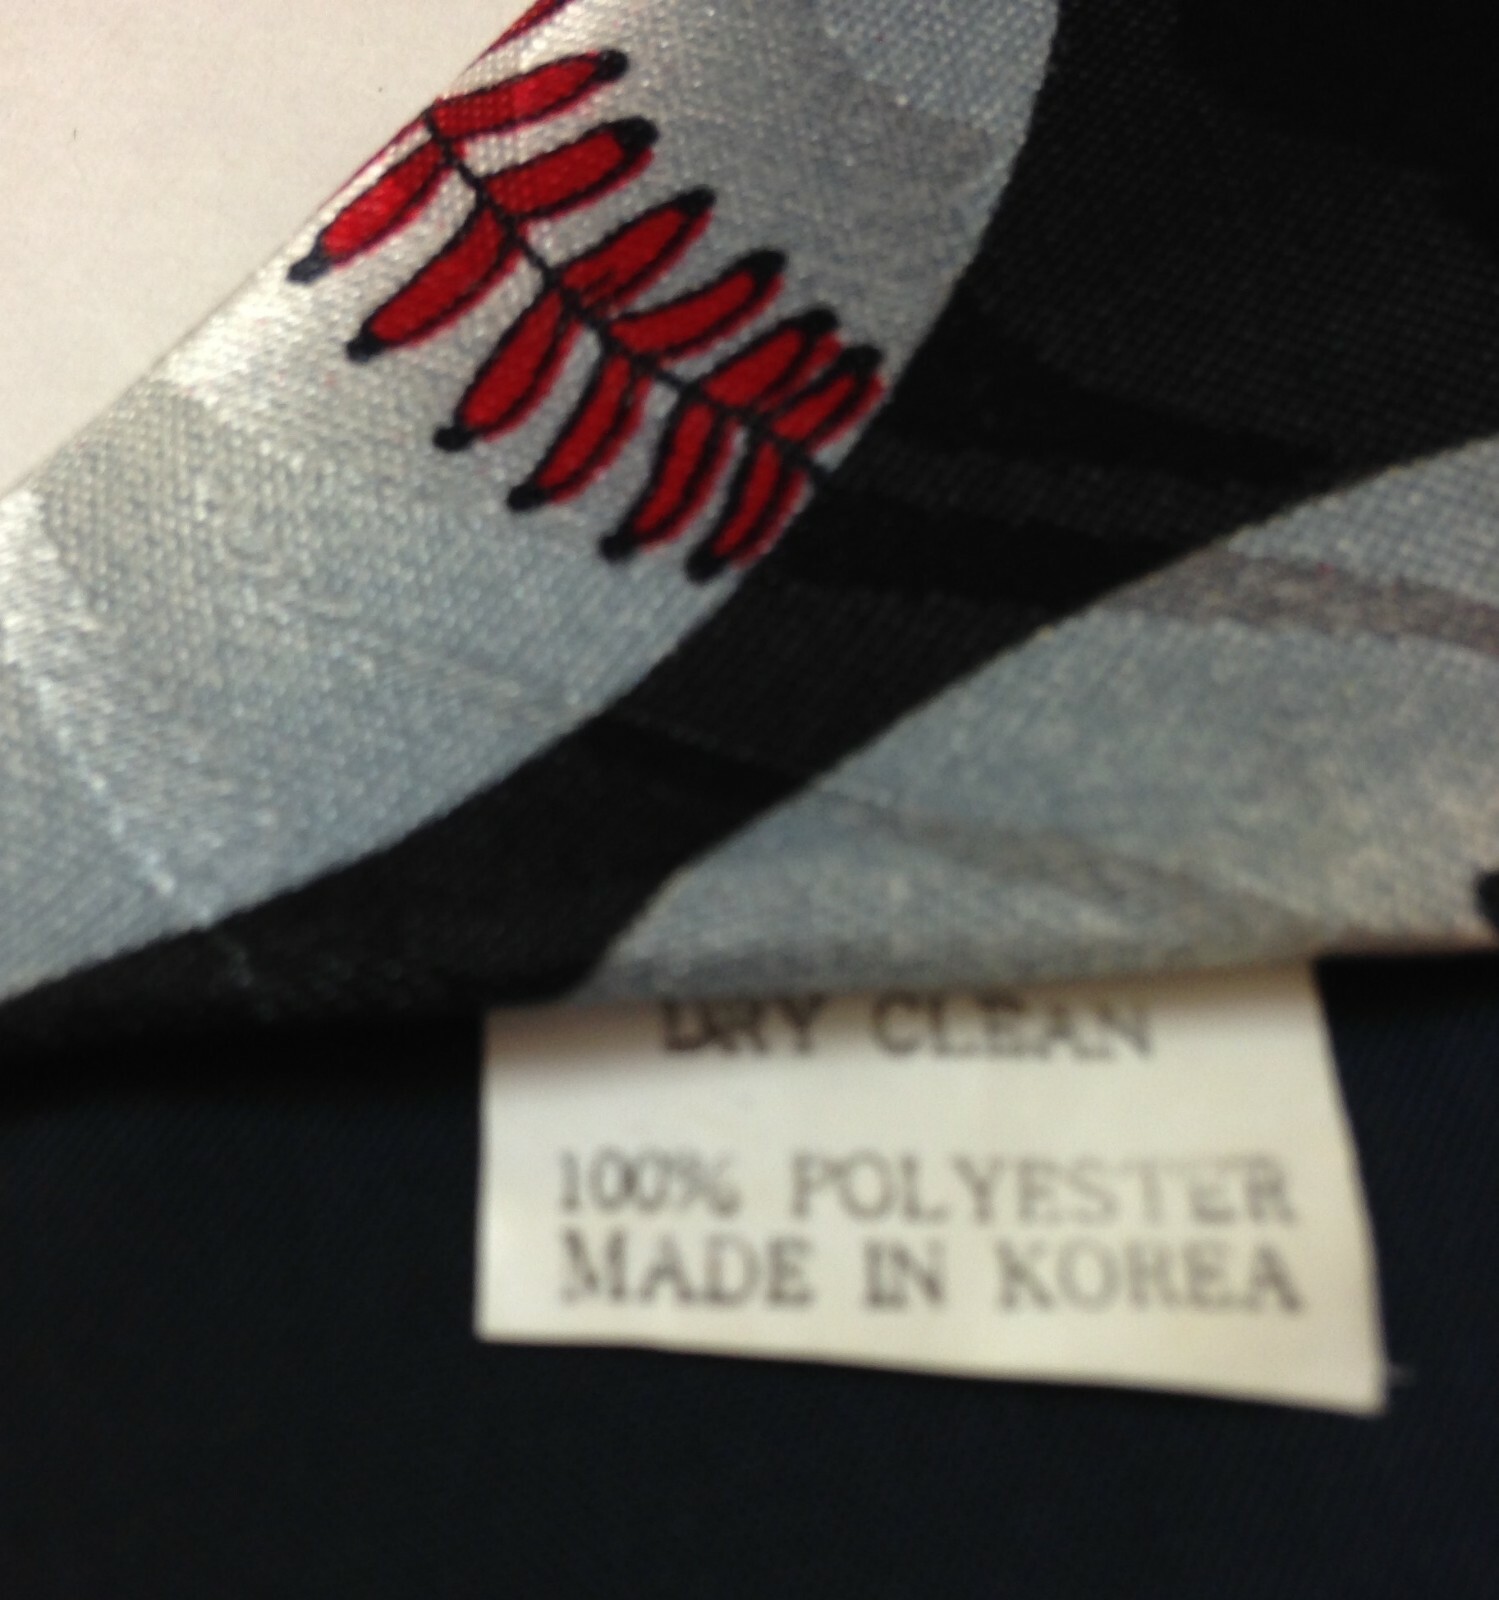 DRY CLEAN
100% POLYESTER
MADE IN KOREA